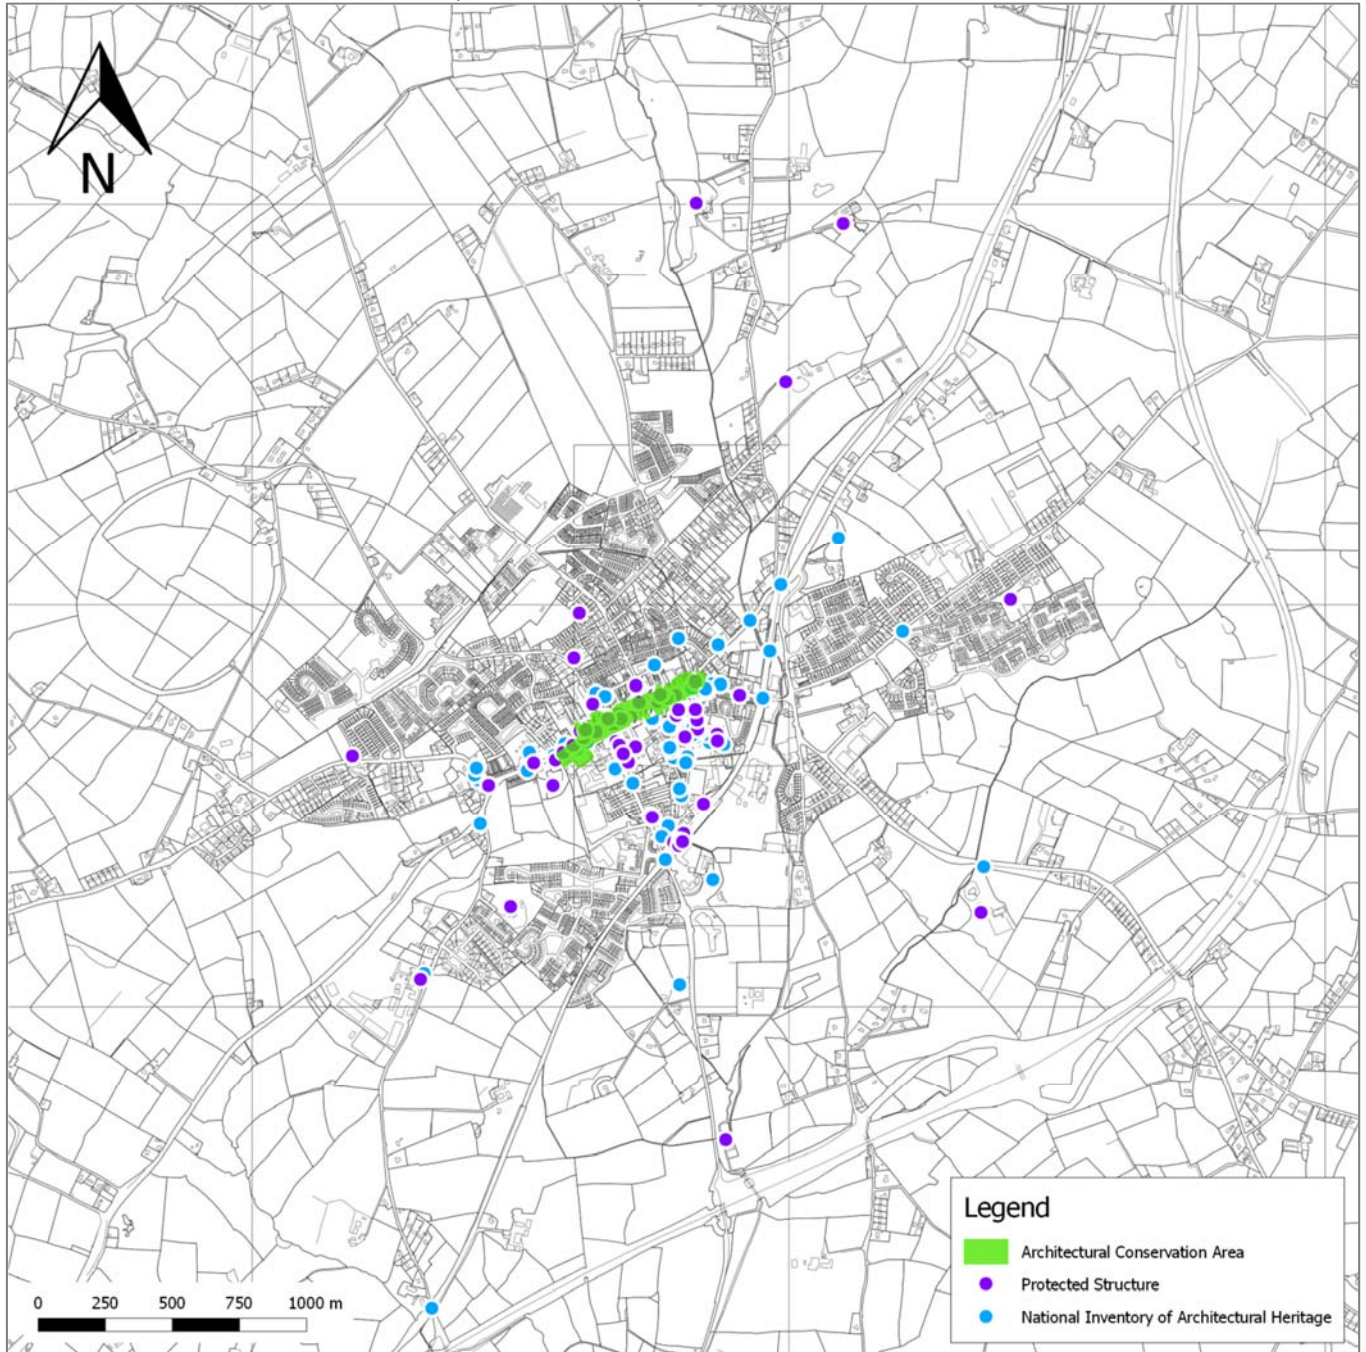 N
Legend
Architectural Conservation Area
Protected Structure
National Inventory of Architectural Heritage
0 250 500 750 1000 m